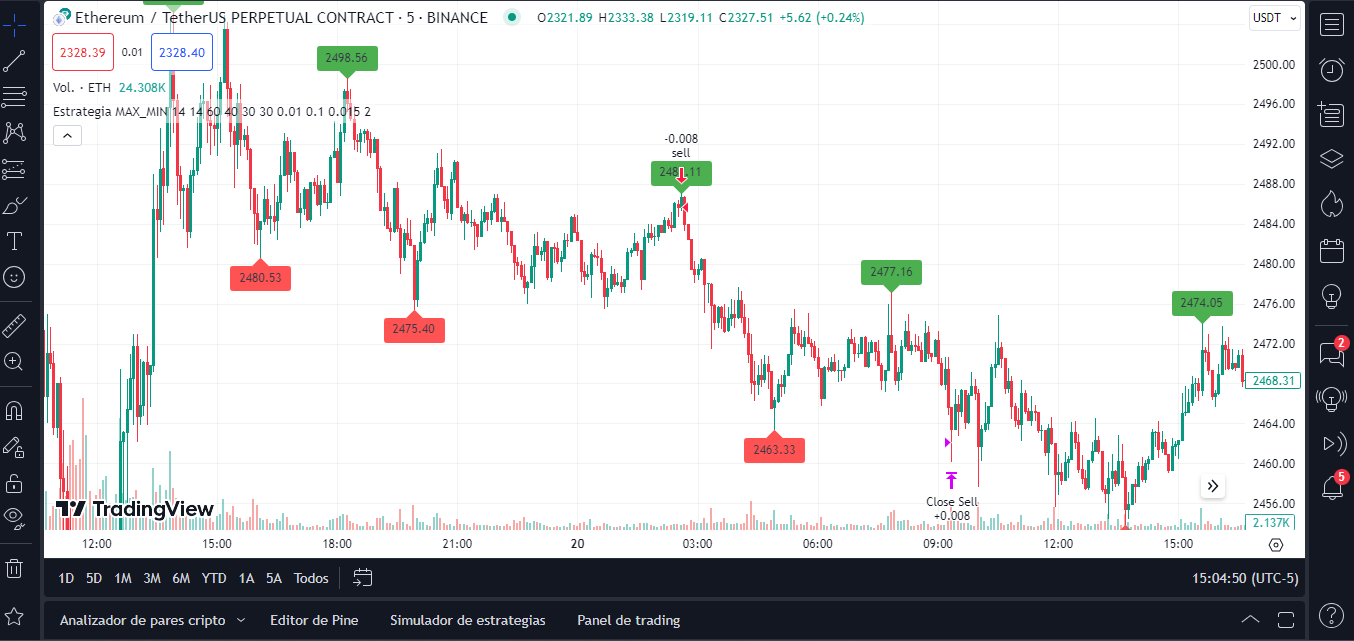 Ethereum / TetherUS PERPETUAL CONTRACT · 5 · BINANCE O2321.89 H2333.38 L2319.11 C2327.51 +5.62 (+0.24%)
USDT
2328.39 0.01 2328.40
Vol. · ETH 24.308K
Estrategia MAX_MIN 14 14 60 40 30 30 0.01 0.1 0.015 2
2498.56
-0.008
sell
2480.53
2475.40
2463.33
2477.16
2474.05
Close Sell
+0.008
2500.00
2496.00
2492.00
2488.00
2484.00
2480.00
2476.00
2472.00
2468.31
2464.00
2460.00
2456.00
2.137K
TradingView
12:00 15:00 18:00 21:00 20 03:00 06:00 09:00 12:00 15:00
1D 5D 1M 3M 6M YTD 1A 5A Todos
15:04:50 (UTC-5)
Analizador de pares cripto Editor de Pine Simulador de estrategias Panel de trading
2
5